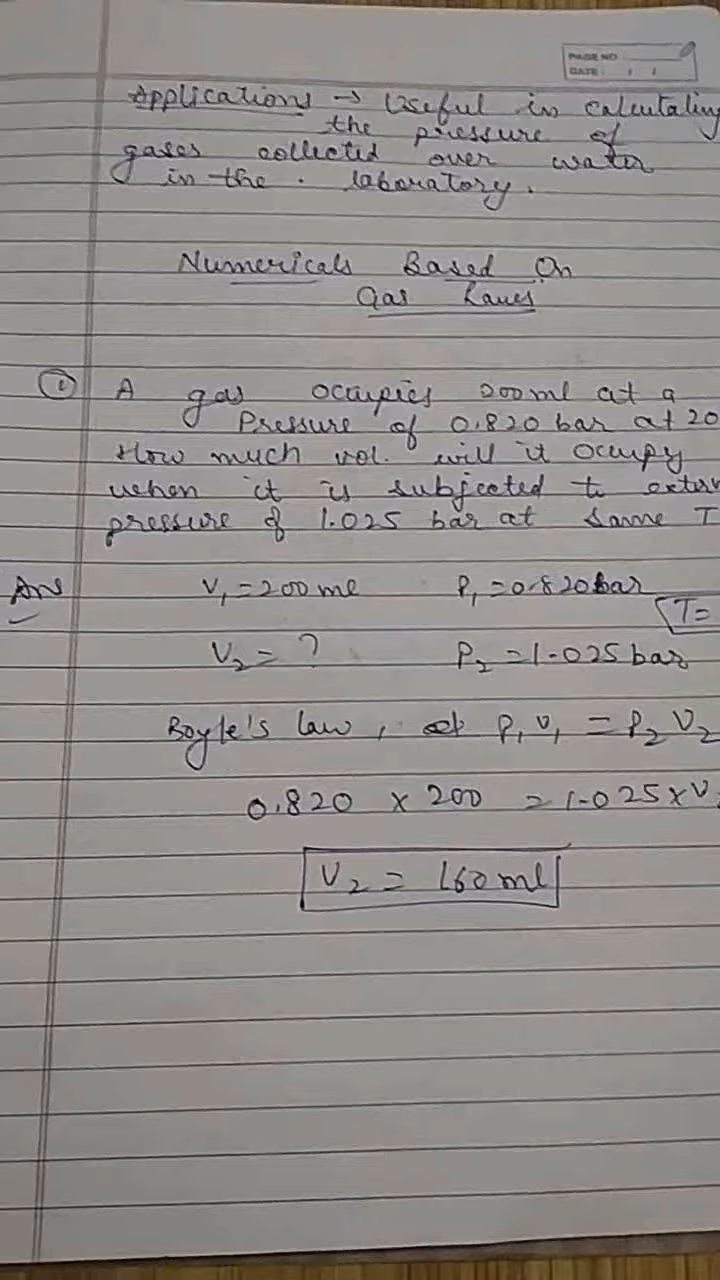 PAGE NO.
DATE: / /
Applications → Useful in calculating
the pressure of
gases collected over water
in the . laboratory.
Numericals Based On
Gas Laws
① A gas occupies 200ml at a
Pressure of 0.820 bar at 20
How much vol. will it occupy
when it is subjected to extern
pressure of 1.025 bar at same T
Ans V₁ = 200 ml P₁ = 0.820 bar
T=
V₂ = ? P₂ = 1.025 bar
Boyle's law, P₁V₁ = P₂V₂
0.820 × 200 = 1.025 × V₂
V₂ = 160 ml